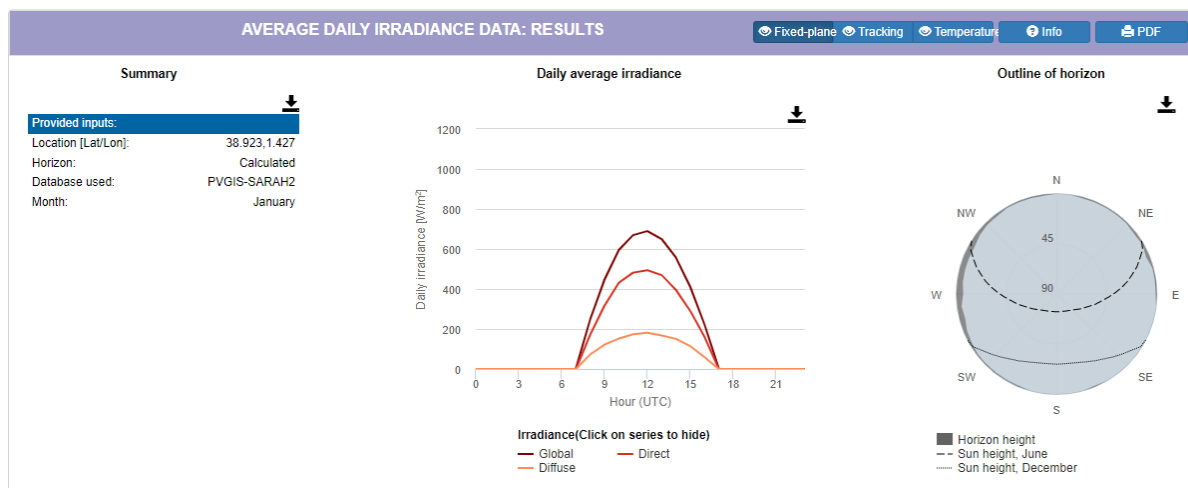 AVERAGE DAILY IRRADIANCE DATA: RESULTS
Fixed-plane
Tracking
Temperature
Info
PDF
Summary
Provided inputs:
Location [Lat/Lon]: 38.923,1.427
Horizon: Calculated
Database used: PVGIS-SARAH2
Month: January
Daily average irradiance
Daily irradiance [W/m²]
1200
1000
800
600
400
200
0
0 3 6 9 12 15 18 21
Hour (UTC)
Irradiance(Click on series to hide)
Global Direct
Diffuse
Outline of horizon
N
NW NE
45
W 90 E
SW SE
S
Horizon height
Sun height, June
Sun height, December